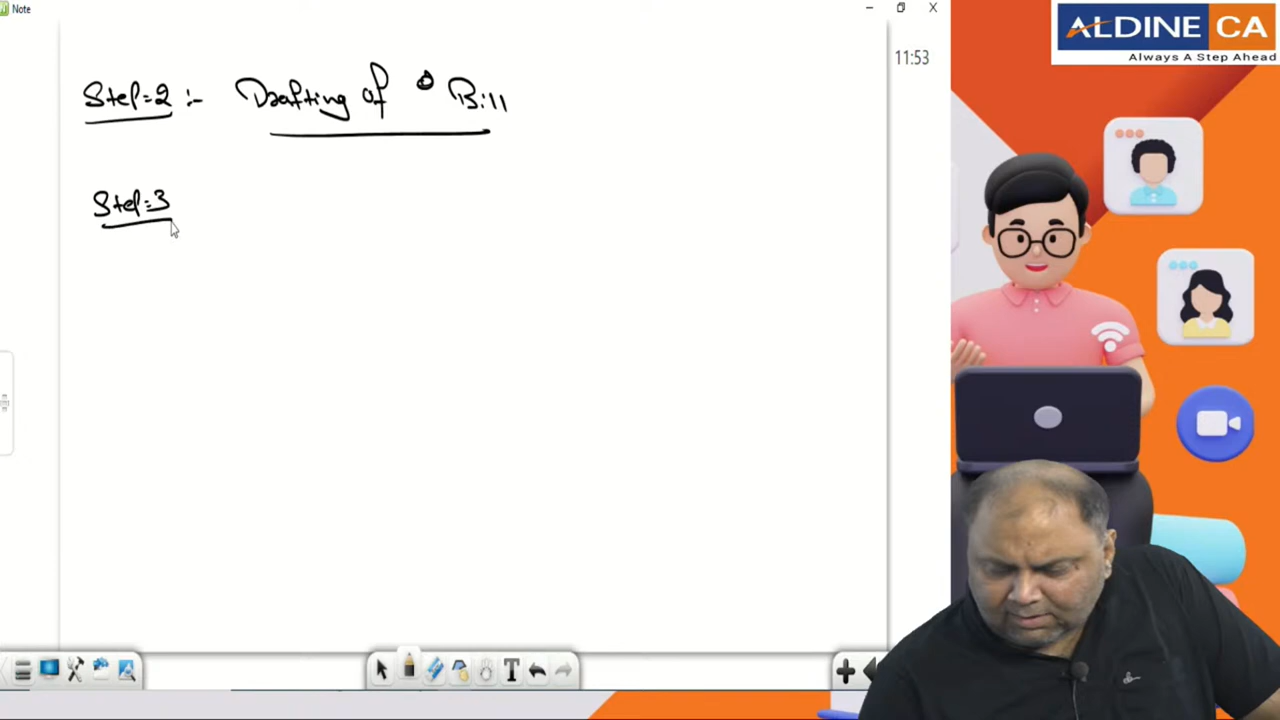 Note
ALDINE CA
Always A Step Ahead
11:53
Step=2 :- Drafting of a Bill
Step=3